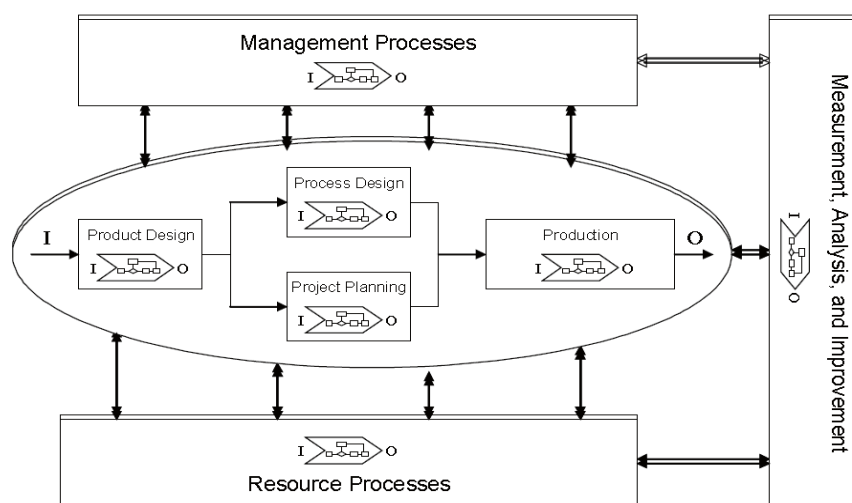 Management Processes
I O
Process Design
I O
I
Product Design
I O
Production
I O
O
Project Planning
I O
I O
Resource Processes
Measurement, Analysis, and Improvement
I O